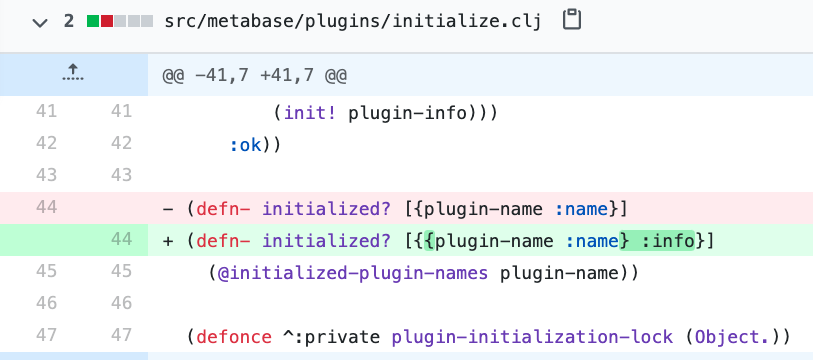 2 src/metabase/plugins/initialize.clj
@@ -41,7 +41,7 @@
41 41 (init! plugin-info)))
42 42 :ok))
43 43
44 - (defn- initialized? [{plugin-name :name}]
44 + (defn- initialized? [{{plugin-name :name} :info}]
45 45 (@initialized-plugin-names plugin-name))
46 46
47 47 (defonce ^:private plugin-initialization-lock (Object.))